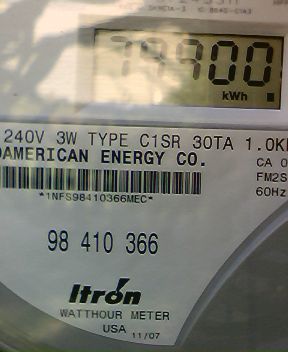 79900
kWh
240V 3W TYPE C1SR 30TA 1.0K
OAMERICAN ENERGY CO.
CA 0
FM2S
60Hz
*1NFS98410366MEC*
98 410 366
Itron
WATTHOUR METER
USA 11/07